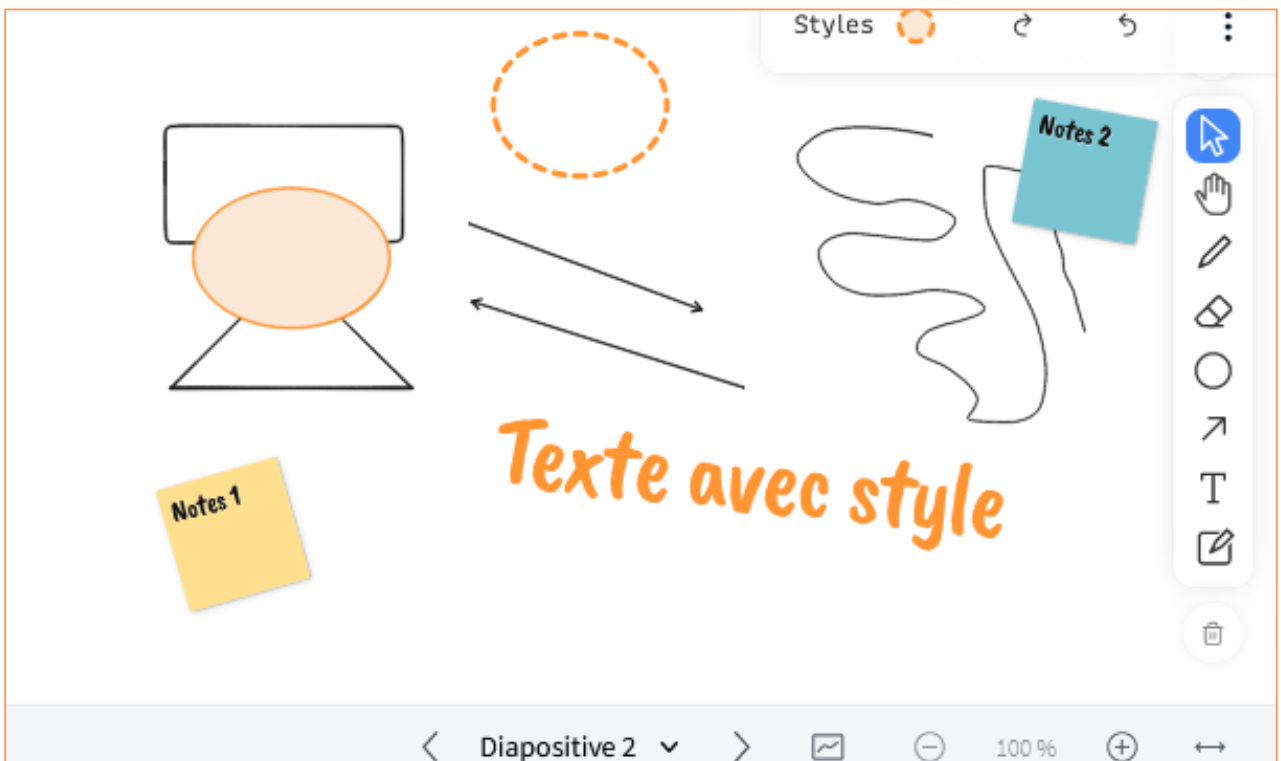 Styles
Notes 2
Texte avec style
Notes 1
T
Diapositive 2
100 %